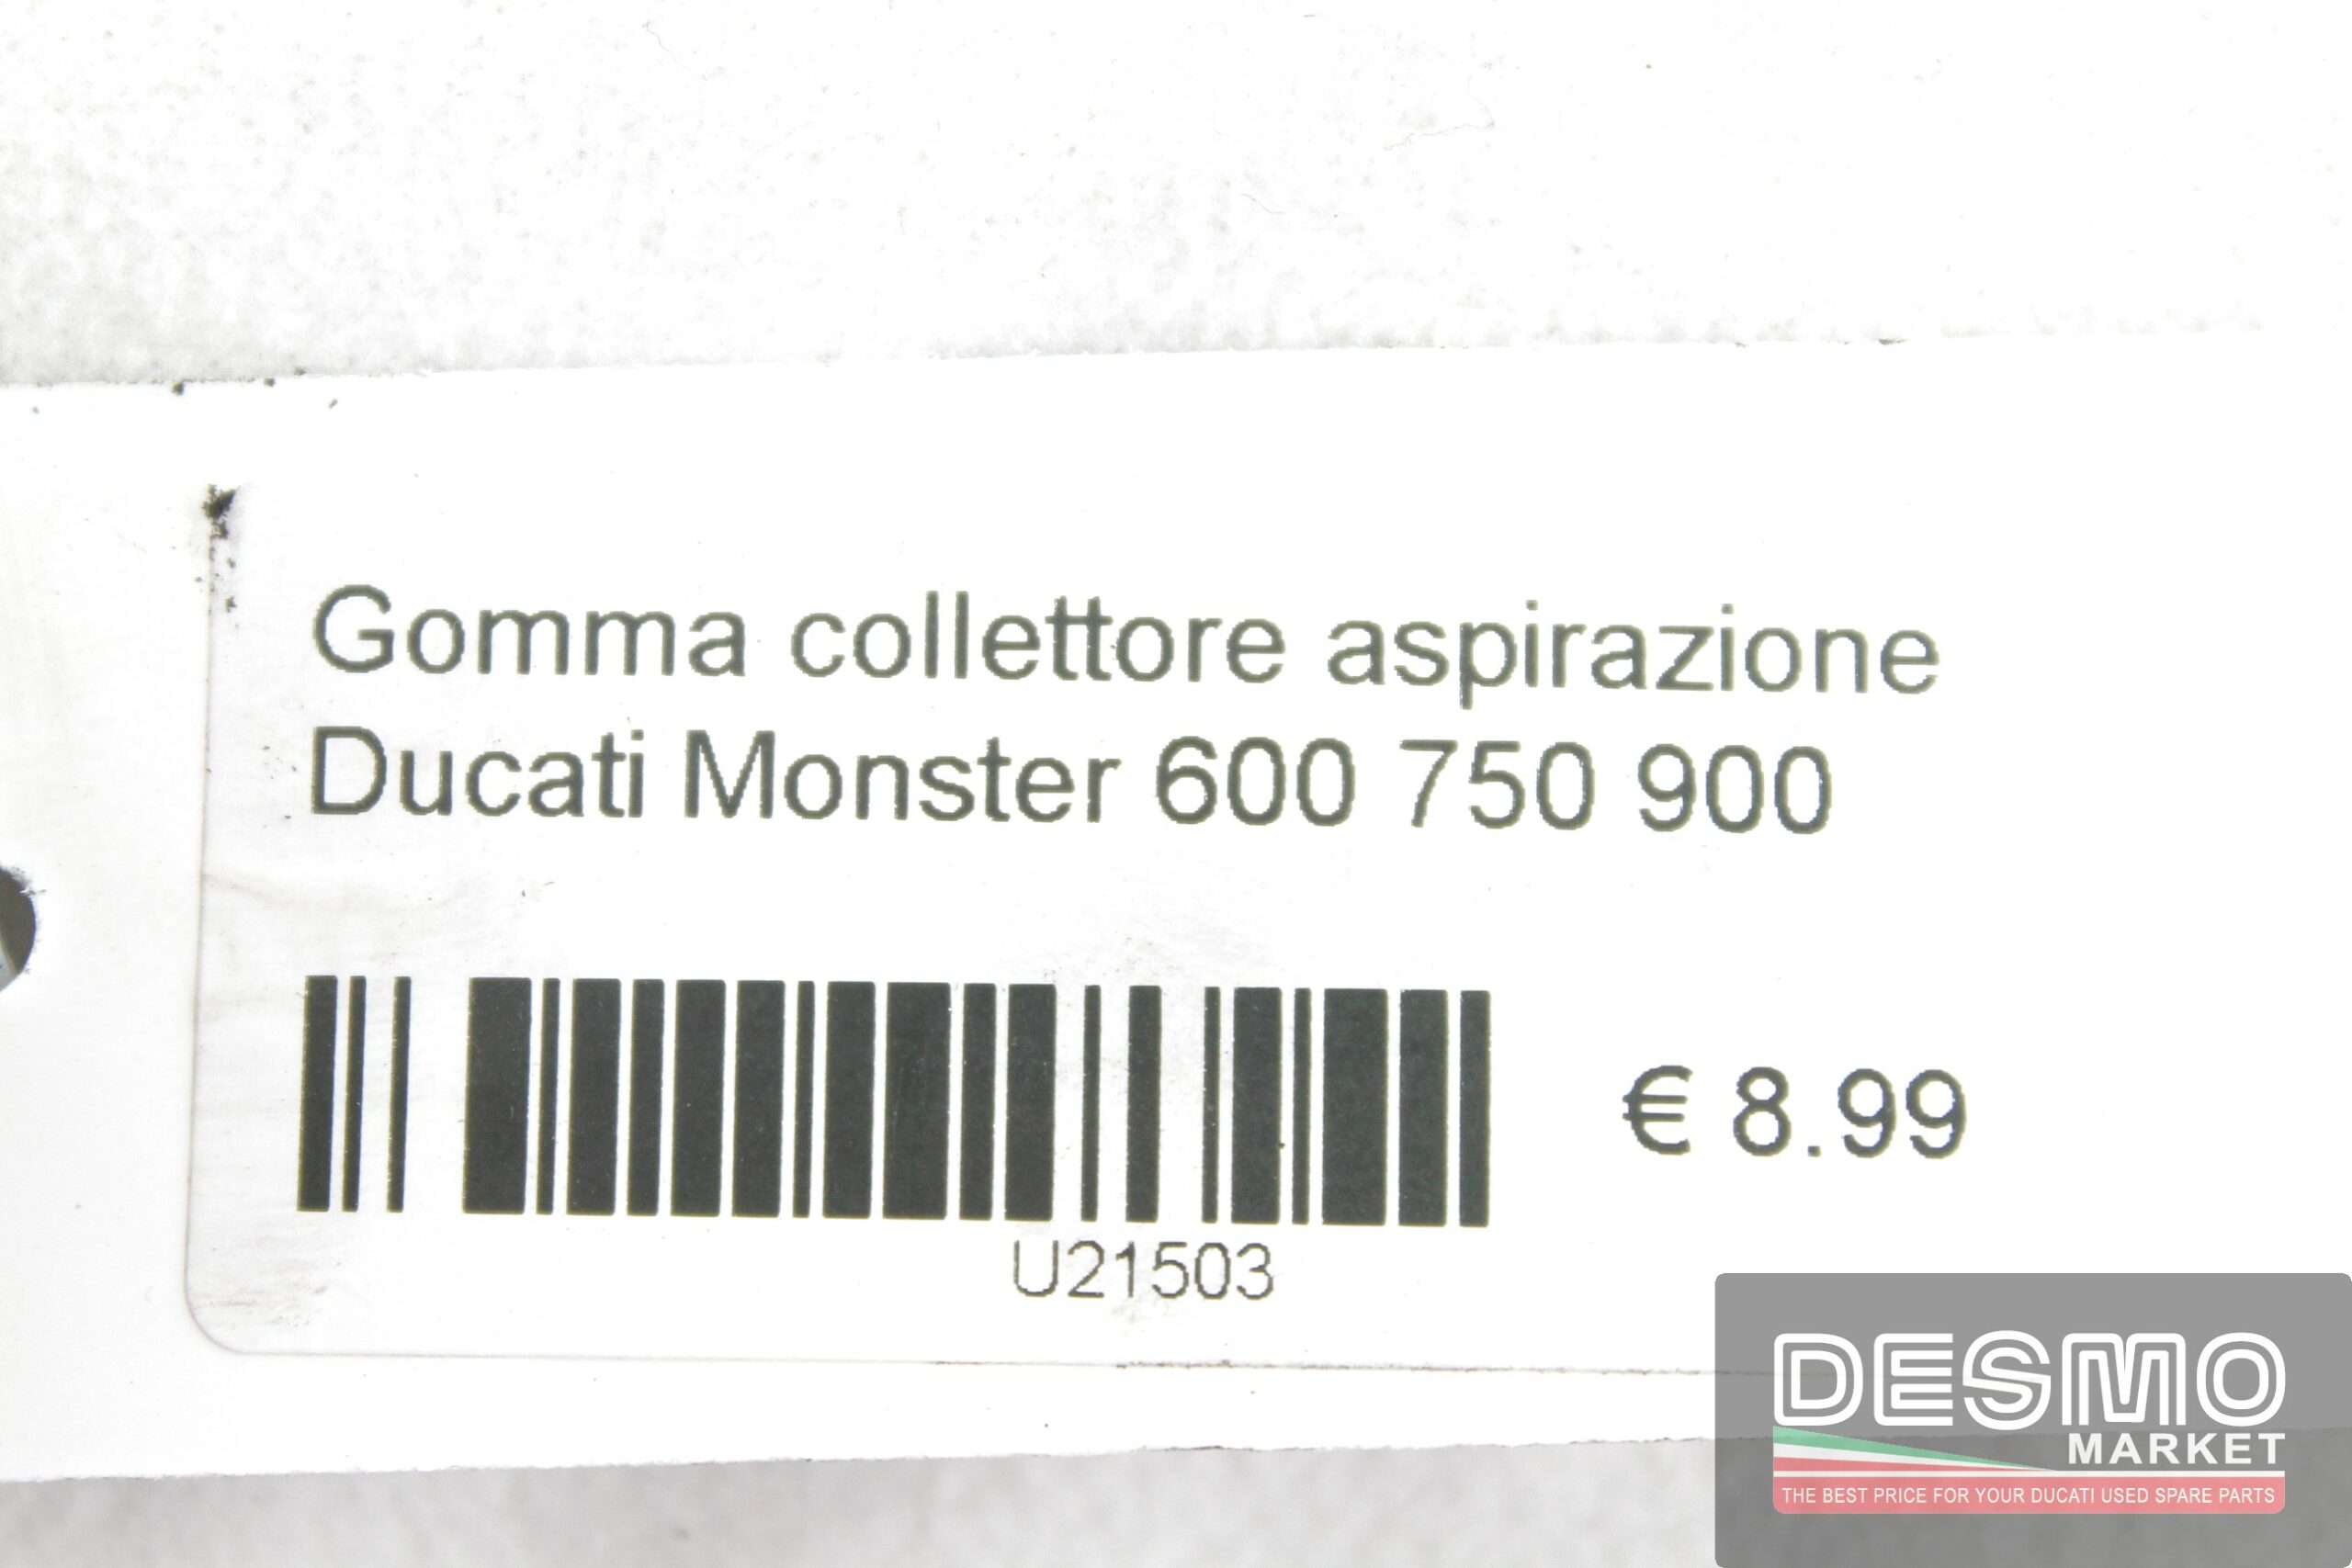 Gomma collettore aspirazione
Ducati Monster 600 750 900
€ 8.99
U21503
DESMO
MARKET
THE BEST PRICE FOR YOUR DUCATI USED SPARE PARTS